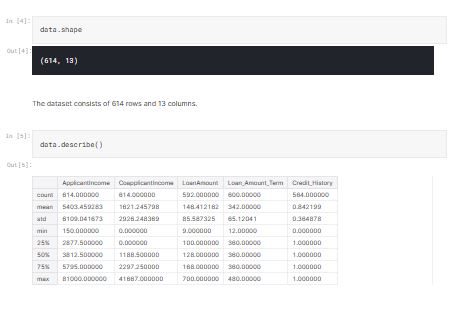 In [4]:
data.shape
Out[4]:
(614, 13)
The dataset consists of 614 rows and 13 columns.
In [5]:
data.describe()
Out[5]:
ApplicantIncome CoapplicantIncome LoanAmount Loan_Amount_Term Credit_History
count 614.000000 614.000000 592.000000 600.00000 564.000000
mean 5403.459283 1621.245798 146.412162 342.00000 0.842199
std 6109.041673 2926.248369 85.587325 65.12041 0.364878
min 150.000000 0.000000 9.000000 12.00000 0.000000
25% 2877.500000 0.000000 100.000000 360.00000 1.000000
50% 3812.500000 1188.500000 128.000000 360.00000 1.000000
75% 5795.000000 2297.250000 168.000000 360.00000 1.000000
max 81000.000000 41667.000000 700.000000 480.00000 1.000000